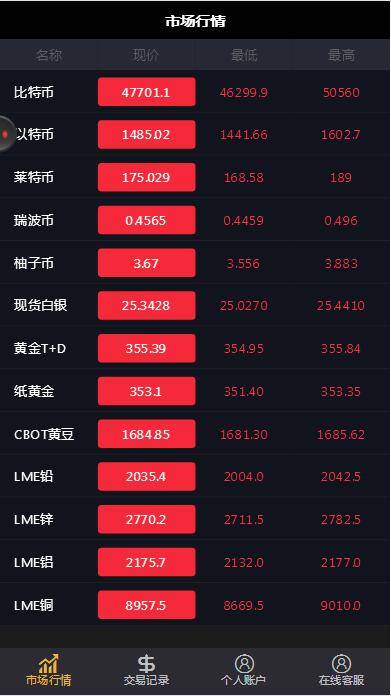 市场行情
名称 现价 最低 最高
比特币 47701.1 46299.9 50560
以特币 1485.02 1441.66 1602.7
莱特币 175.029 168.58 189
瑞波币 0.4565 0.4459 0.496
柚子币 3.67 3.556 3.883
现货白银 25.3428 25.0270 25.4410
黄金T+D 355.39 354.95 355.84
纸黄金 353.1 351.40 353.35
CBOT黄豆 1684.85 1681.30 1685.62
LME铅 2035.4 2004.0 2042.5
LME锌 2770.2 2711.5 2782.5
LME铝 2175.7 2132.0 2177.0
LME铜 8957.5 8669.5 9010.0
市场行情 交易记录 个人账户 在线客服